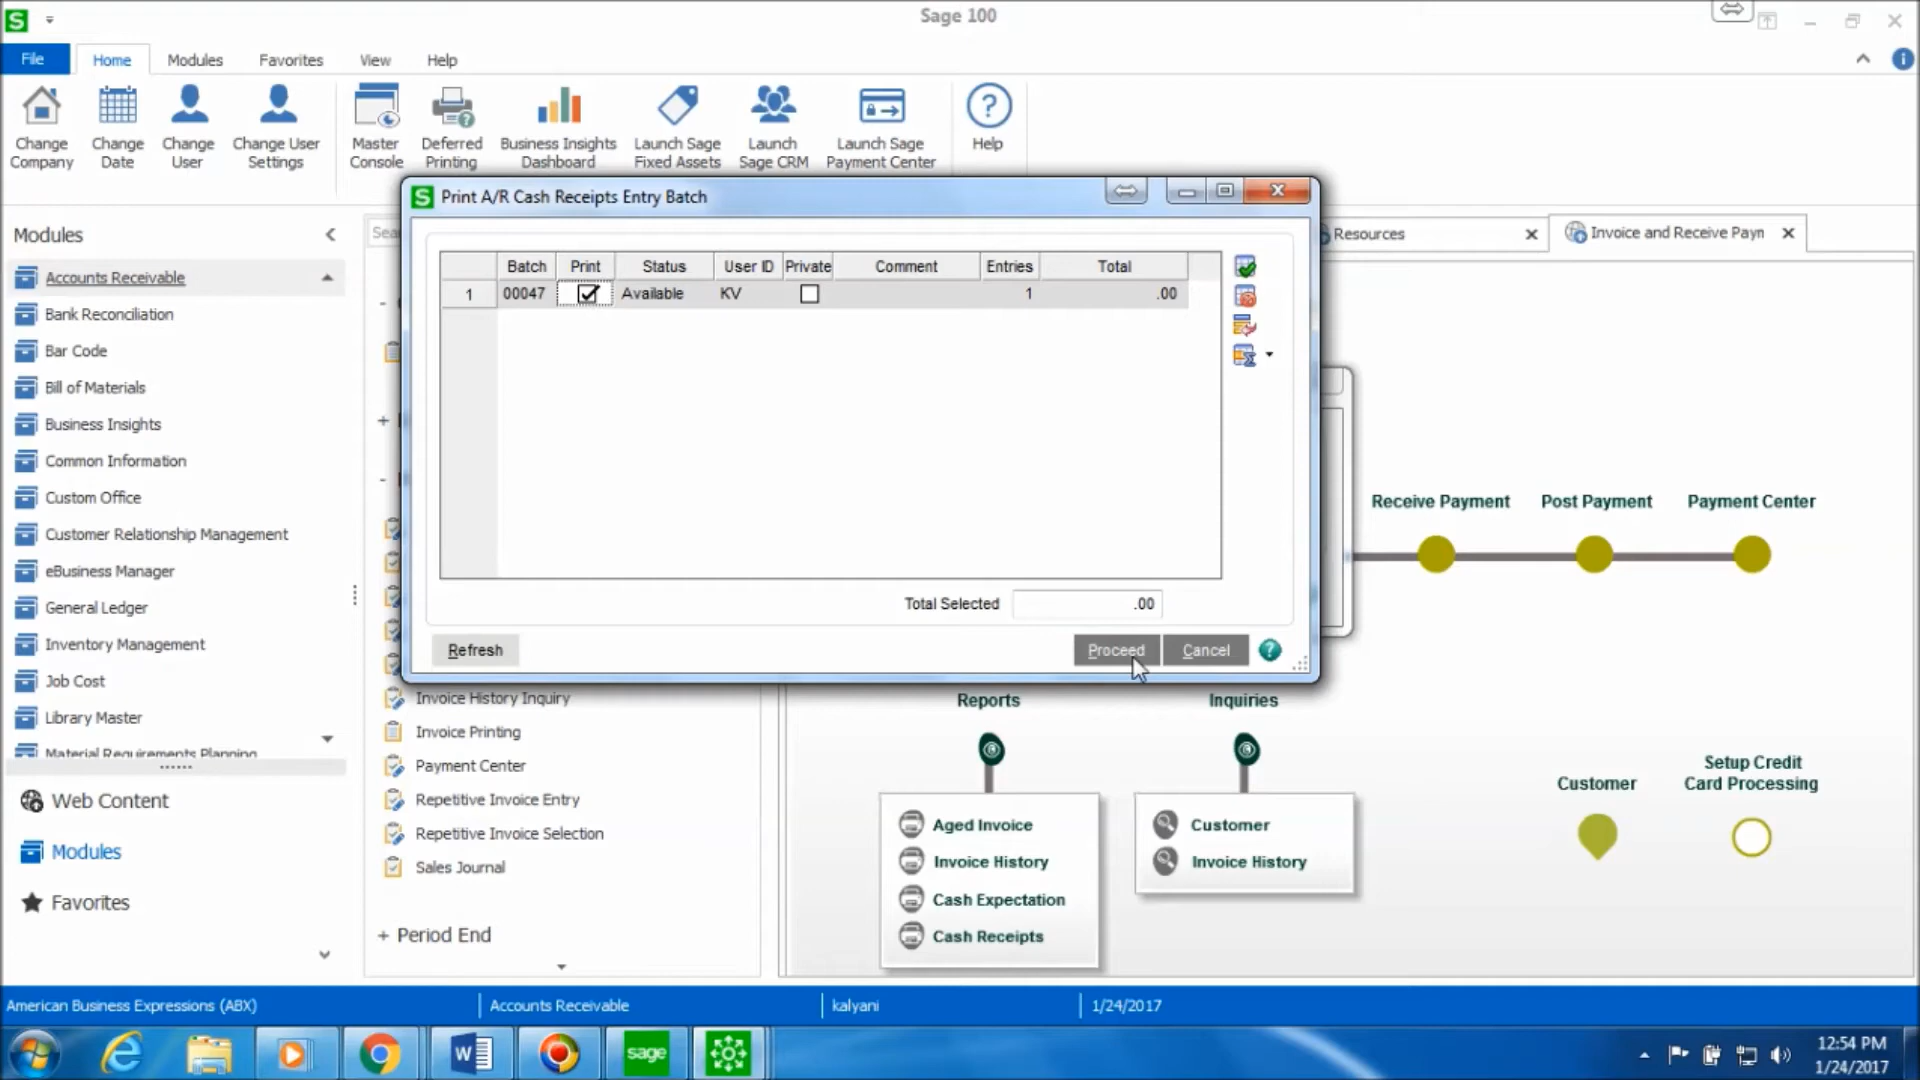 Sage 100
File
Home
Modules
Favorites
View
Help
Change Company
Change Date
Change User
Change User Settings
Master Console
Deferred Printing
Business Insights Dashboard
Launch Sage Fixed Assets
Launch Sage CRM
Launch Sage Payment Center
Help
Modules
Accounts Receivable
Bank Reconciliation
Bar Code
Bill of Materials
Business Insights
Common Information
Custom Office
Customer Relationship Management
eBusiness Manager
General Ledger
Inventory Management
Job Cost
Library Master
Material Requirements Planning
Web Content
Modules
Favorites
Print A/R Cash Receipts Entry Batch
Batch Print Status User ID Private Comment Entries Total
1 00047 Available KV 1 .00
Total Selected .00
Refresh
Proceed
Cancel
Resources
Invoice and Receive Paym
Receive Payment
Post Payment
Payment Center
Invoice History Inquiry
Invoice Printing
Payment Center
Repetitive Invoice Entry
Repetitive Invoice Selection
Sales Journal
+ Period End
Reports
Aged Invoice
Invoice History
Cash Expectation
Cash Receipts
Inquiries
Customer
Invoice History
Customer
Setup Credit
Card Processing
American Business Expressions (ABX)
Accounts Receivable
kalyani
1/24/2017
sage
12:54 PM
1/24/2017